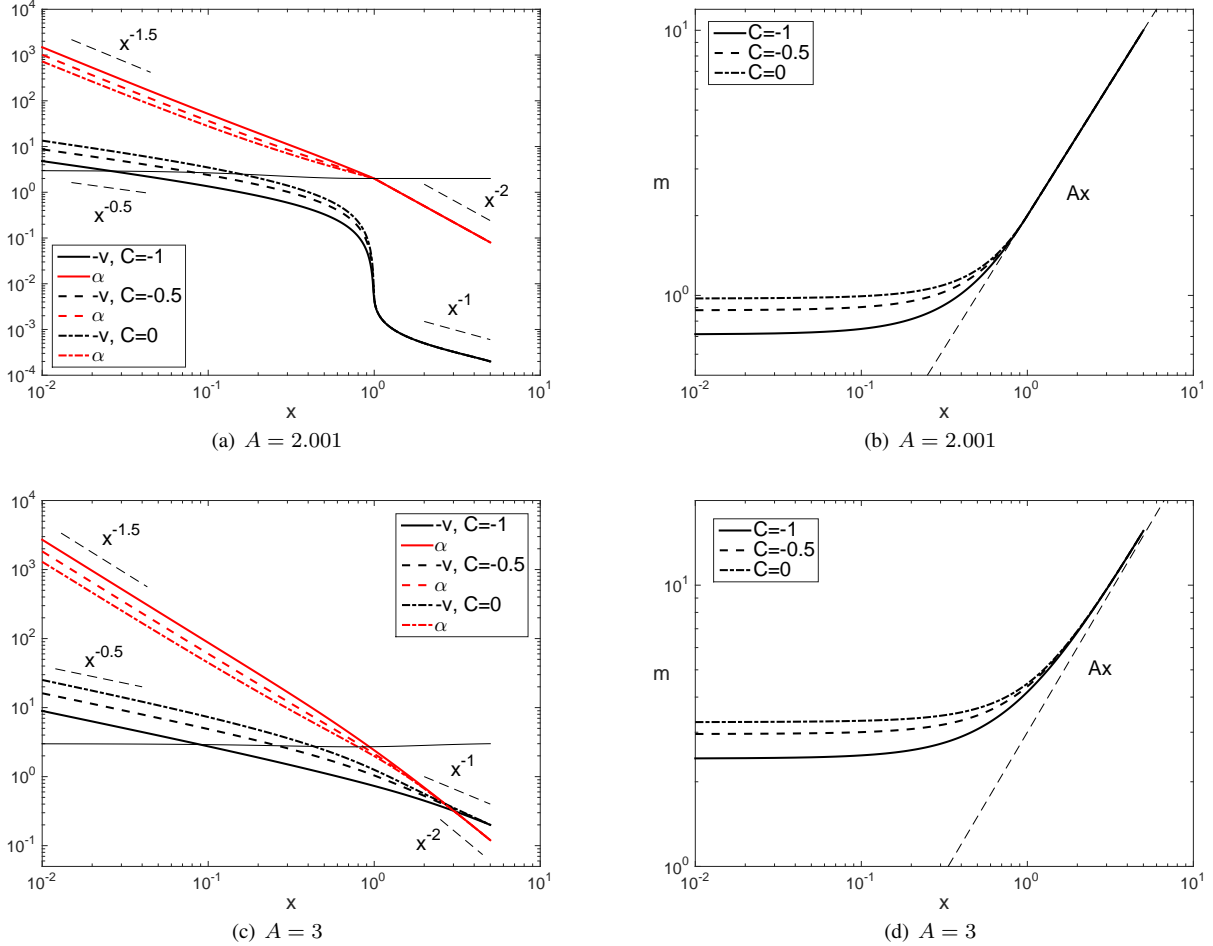 10^4
10^3
10^2
10^1
10^0
10^-1
10^-2
10^-3
10^-4
x^-1.5
x^-0.5
x^-2
x^-1
-v, C=-1
α
-v, C=-0.5
α
-v, C=0
α
10^-2 10^-1 10^0 10^1
x
(a) A = 2.001
10^1
10^0
m
C=-1
C=-0.5
C=0
Ax
10^-2 10^-1 10^0 10^1
x
(b) A = 2.001
10^4
10^3
10^2
10^1
10^0
10^-1
x^-1.5
x^-0.5
x^-1
x^-2
-v, C=-1
α
-v, C=-0.5
α
-v, C=0
α
10^-2 10^-1 10^0 10^1
x
(c) A = 3
10^1
10^0
m
C=-1
C=-0.5
C=0
Ax
10^-2 10^-1 10^0 10^1
x
(d) A = 3